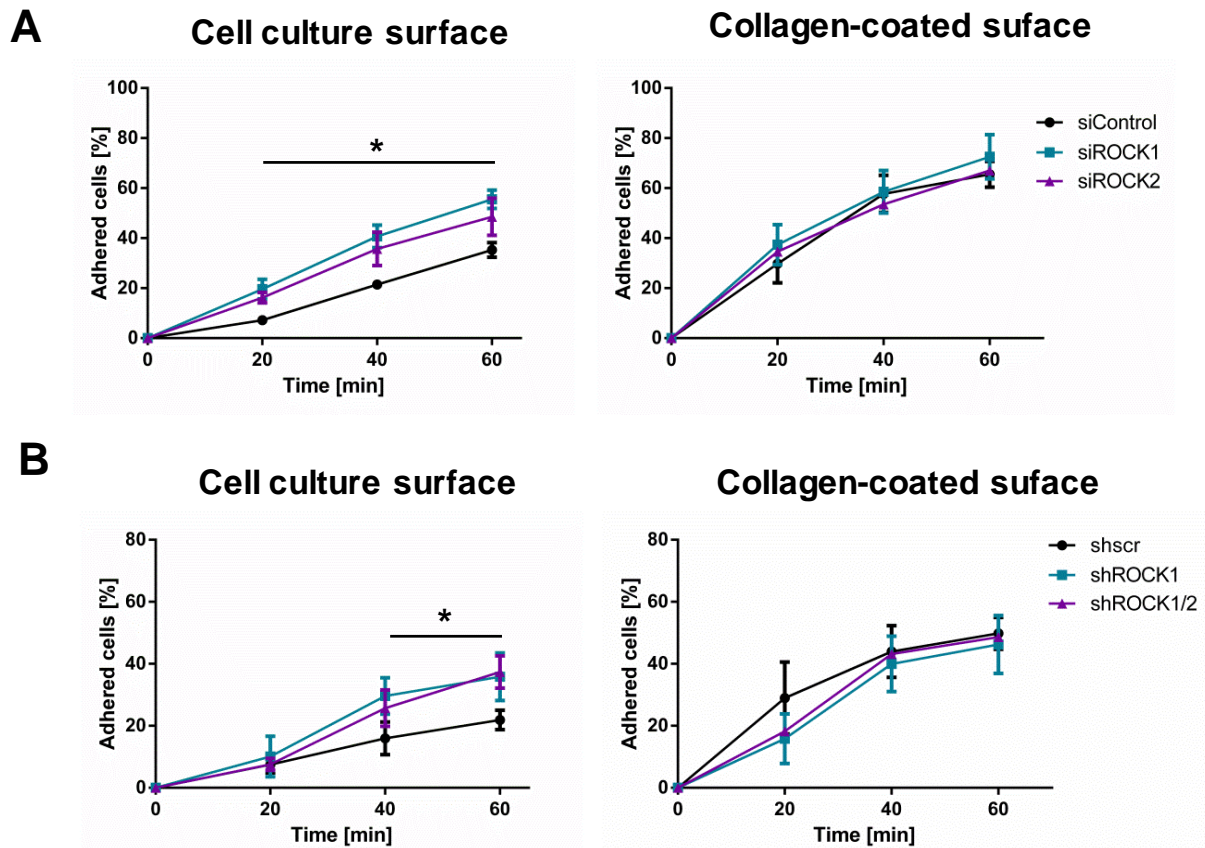 A
Cell culture surface
Collagen-coated suface
100
80
60
40
20
0
Adhered cells [%]
*
0 20 40 60
Time [min]
100
80
60
40
20
0
Adhered cells [%]
0 20 40 60
Time [min]
siControl
siROCK1
siROCK2
B
Cell culture surface
Collagen-coated suface
80
60
40
20
0
Adhered cells [%]
*
0 20 40 60
Time [min]
80
60
40
20
0
Adhered cells [%]
0 20 40 60
Time [min]
shscr
shROCK1
shROCK1/2